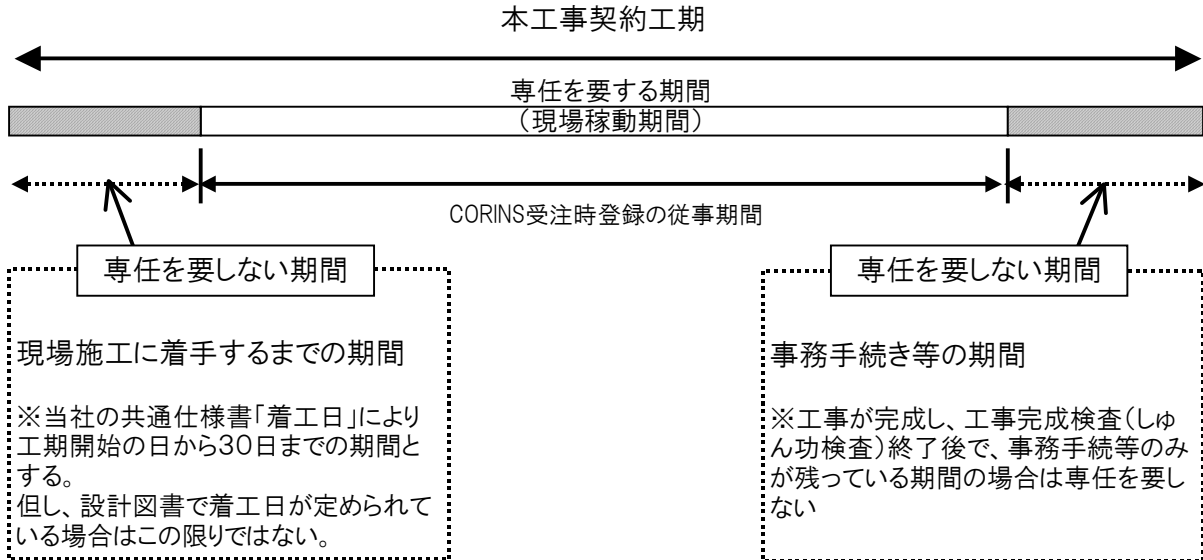 本工事契約工期
専任を要する期間
(現場稼動期間)
CORINS受注時登録の従事期間
専任を要しない期間
現場施工に着手するまでの期間
※当社の共通仕様書「着工日」により
工期開始の日から30日までの期間と
する。
但し、設計図書で着工日が定められて
いる場合はこの限りではない。
専任を要しない期間
事務手続き等の期間
※工事が完成し、工事完成検査(しゅ
ん功検査)終了後で、事務手続等のみ
が残っている期間の場合は専任を要し
ない